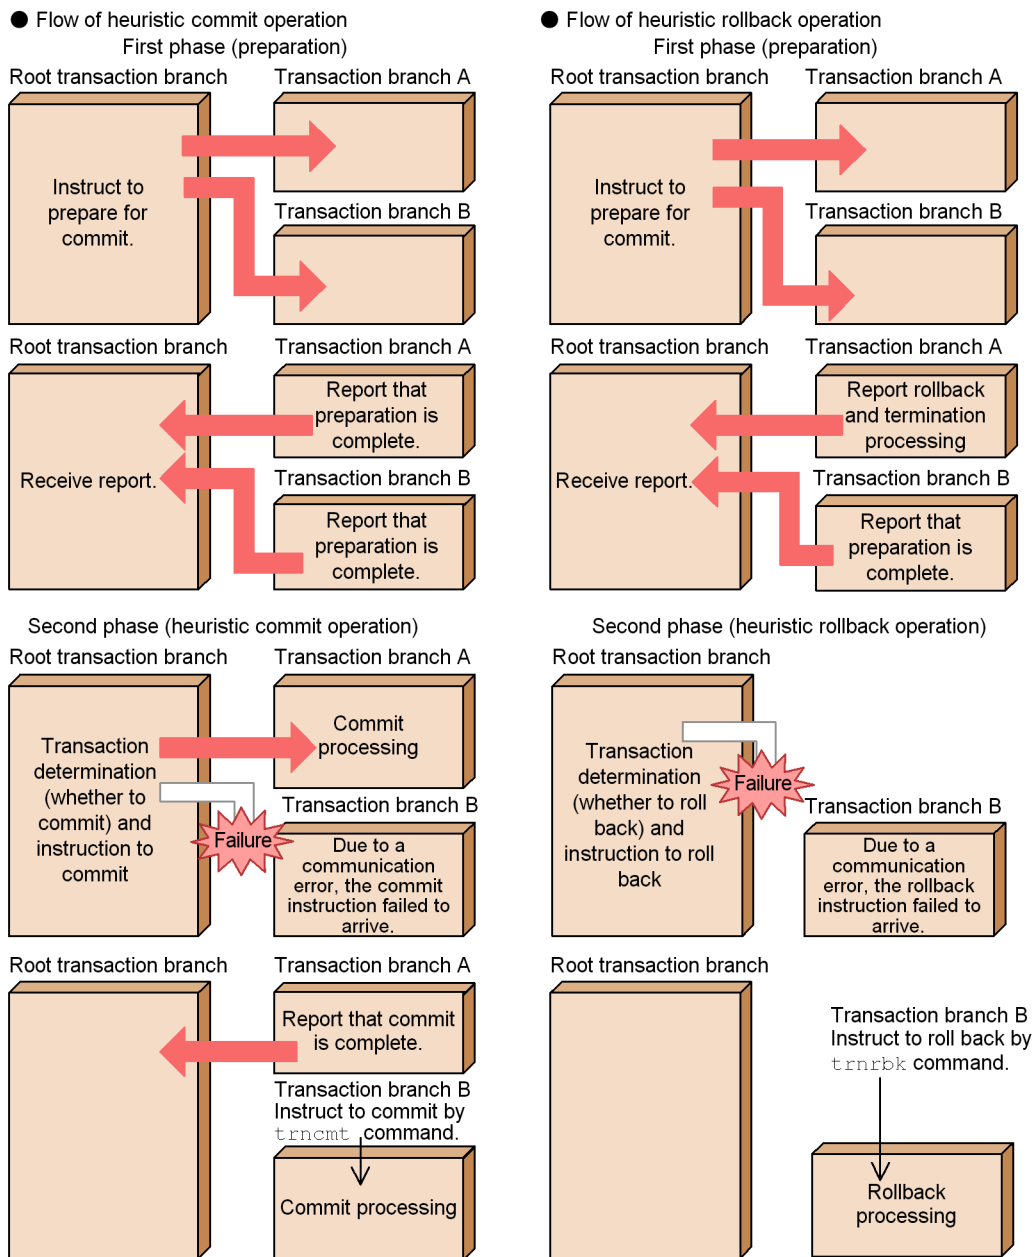 ● Flow of heuristic commit operation
First phase (preparation)
Root transaction branch
Transaction branch A
Instruct to
prepare for
commit.
Transaction branch B
Root transaction branch
Transaction branch A
Report that
preparation is
complete.
Receive report.
Transaction branch B
Report that
preparation is
complete.
Second phase (heuristic commit operation)
Root transaction branch
Transaction branch A
Commit
processing
Transaction
determination
(whether to
commit) and
instruction to
commit
Failure
Transaction branch B
Due to a
communication
error, the commit
instruction failed to
arrive.
Root transaction branch
Transaction branch A
Report that commit
is complete.
Transaction branch B
Instruct to commit by
trncmt command.
Commit processing
● Flow of heuristic rollback operation
First phase (preparation)
Root transaction branch
Transaction branch A
Instruct to
prepare for
commit.
Transaction branch B
Root transaction branch
Transaction branch A
Report rollback
and termination
processing
Receive report.
Transaction branch B
Report that
preparation is
complete.
Second phase (heuristic rollback operation)
Root transaction branch
Transaction
determination
(whether to roll
back) and
instruction to roll
back
Failure
Transaction branch B
Due to a
communication
error, the rollback
instruction failed to
arrive.
Root transaction branch
Transaction branch B
Instruct to roll back by
trnrbk command.
Rollback
processing